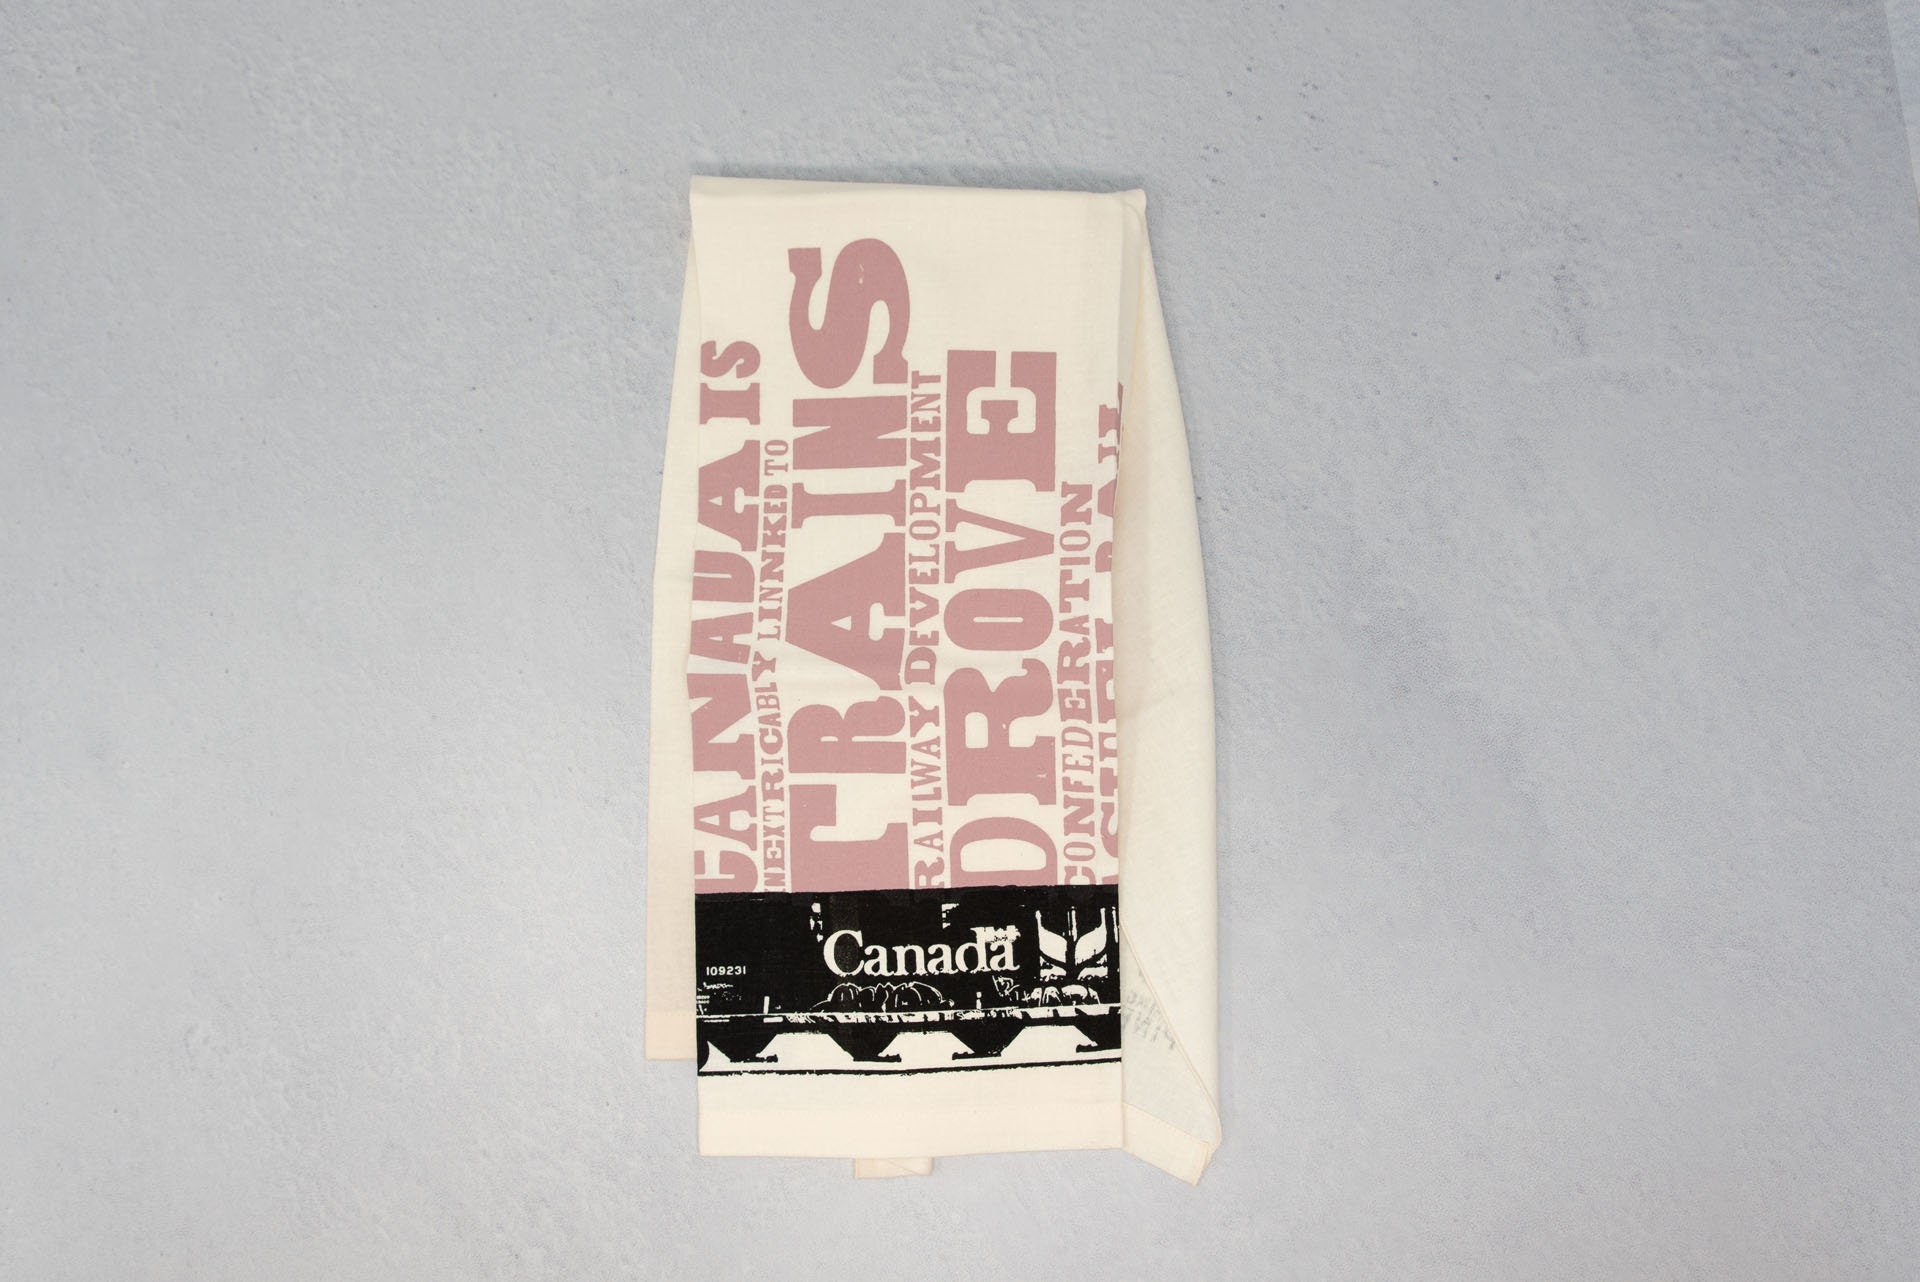 CANADA IS
INEXTRICABLY LINKED TO
TRAINS
RAILWAY DEVELOPMENT
DROVE
CONFEDERATION
109231
Canada